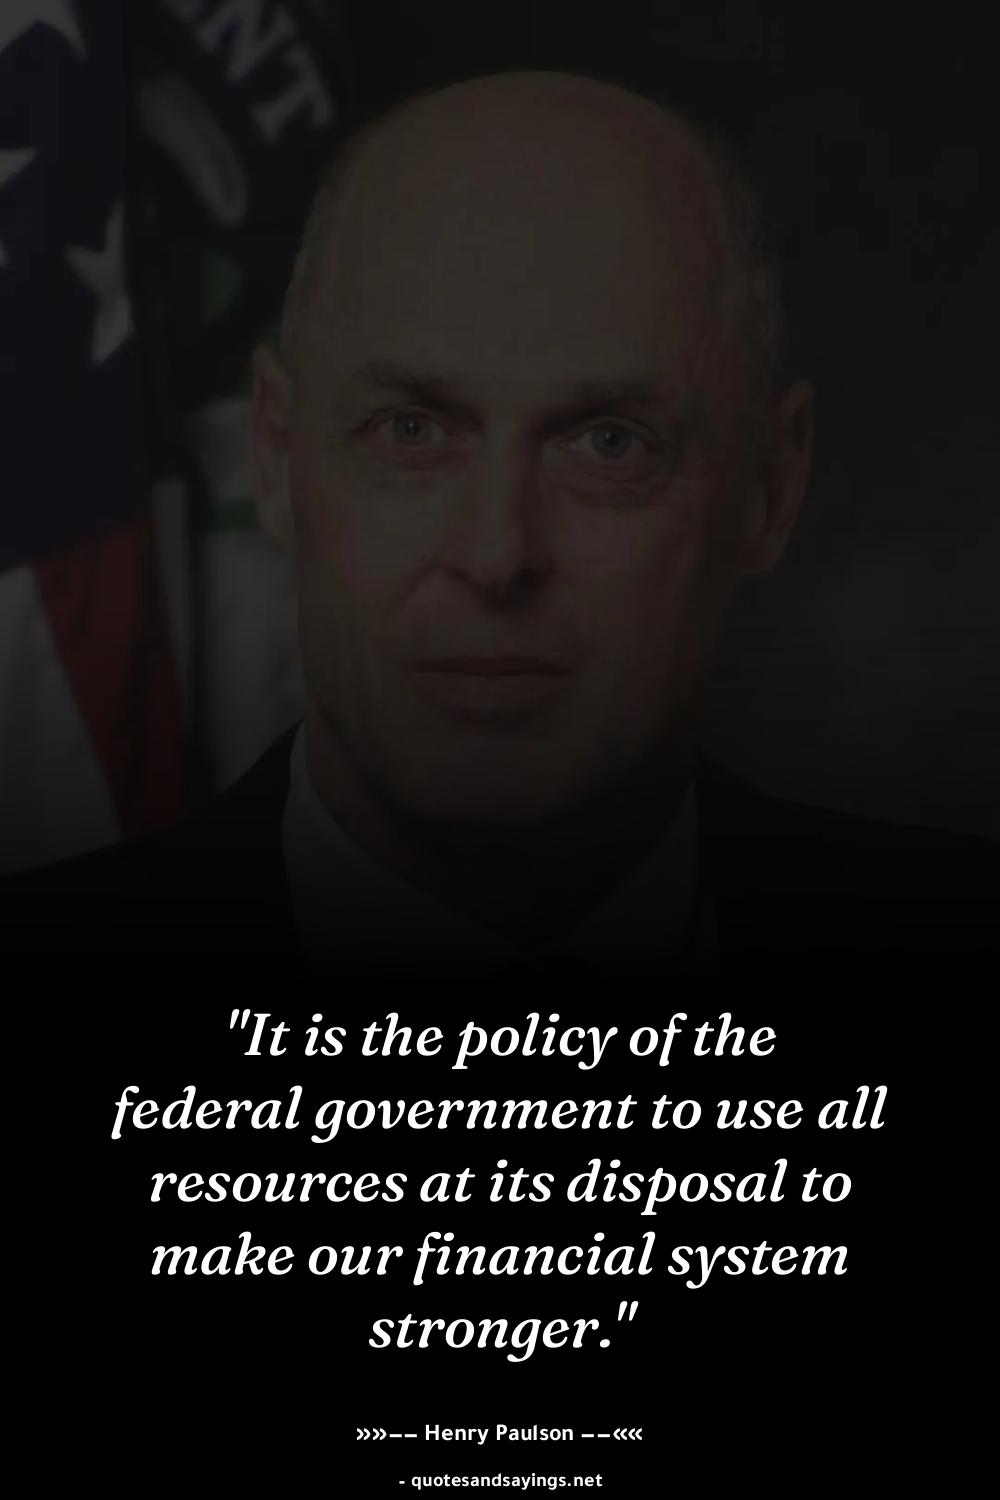 ENT
"It is the policy of the
federal government to use all
resources at its disposal to
make our financial system
stronger."
»»−− Henry Paulson −−««
- quotesandsayings.net